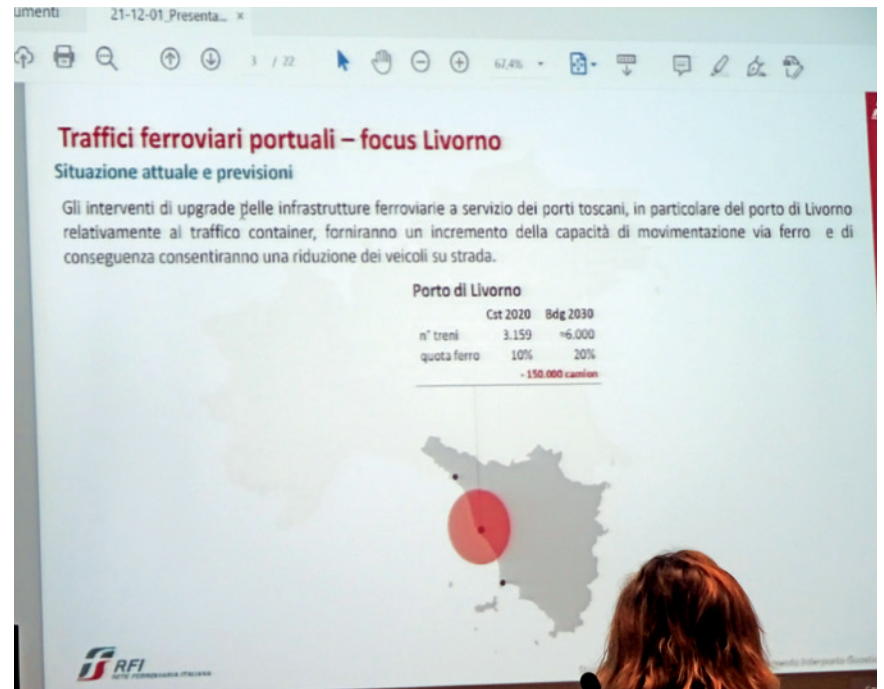 21-12-01_Presenta...
3 / 22
67,4%
Traffici ferroviari portuali – focus Livorno
Situazione attuale e previsioni
Gli interventi di upgrade delle infrastrutture ferroviarie a servizio dei porti toscani, in particolare del porto di Livorno
relativamente al traffico container, forniranno un incremento della capacità di movimentazione via ferro e di
conseguenza consentiranno una riduzione dei veicoli su strada.
Porto di Livorno
Cst 2020 Bdg 2030
n° treni 3.159 ≈6.000
quota ferro 10% 20%
- 150.000 camion
RFI
RETE FERROVIARIA ITALIANA